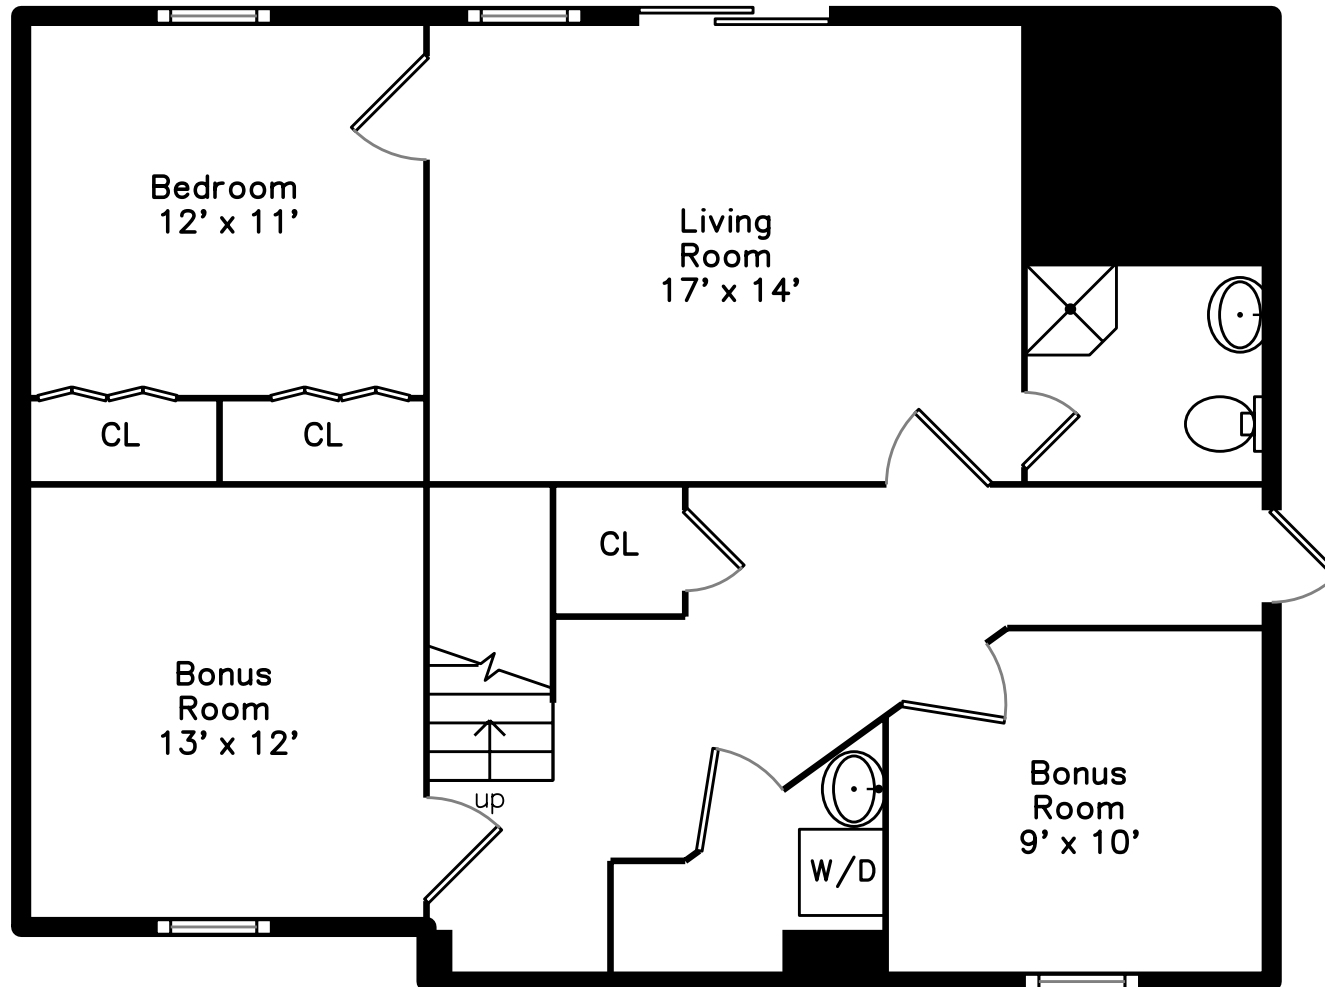 Bedroom
12' x 11'
Living
Room
17' x 14'
CL
CL
CL
Bonus
Room
13' x 12'
up
W/D
Bonus
Room
9' x 10'